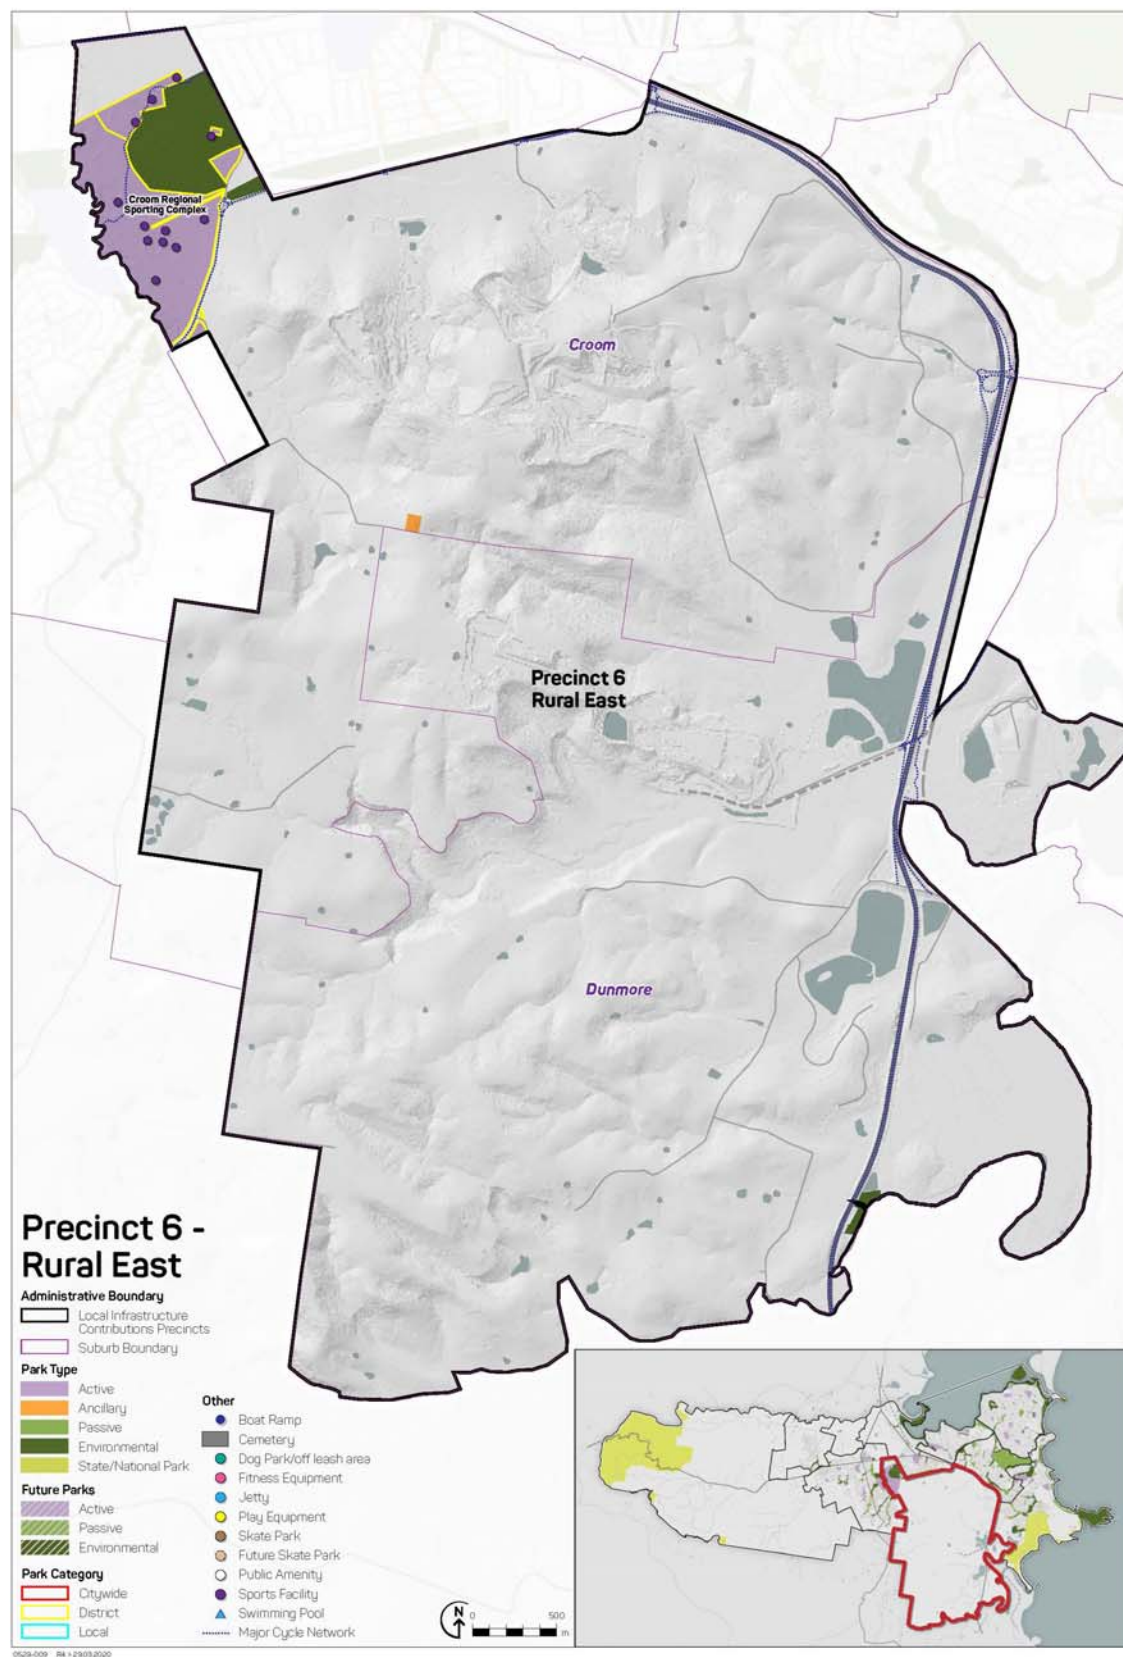 Croom Regional
Sporting Complex
Croom
Precinct 6
Rural East
Dunmore
Precinct 6 -
Rural East
Administrative Boundary
Local Infrastructure
Contributions Precincts
Suburb Boundary
Park Type
Active
Ancillary
Passive
Environmental
State/National Park
Future Parks
Active
Passive
Environmental
Park Category
Citywide
District
Local
Other
Boat Ramp
Cemetery
Dog Park/off leash area
Fitness Equipment
Jetty
Play Equipment
Skate Park
Future Skate Park
Public Amenity
Sports Facility
Swimming Pool
Major Cycle Network
N
0 500
m